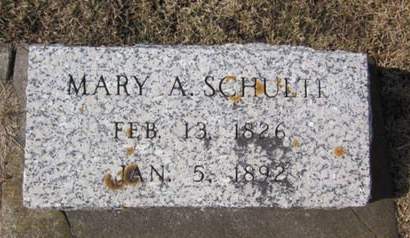 MARY A. SCHULTE
FEB. 13. 1826
JAN. 5. 1892